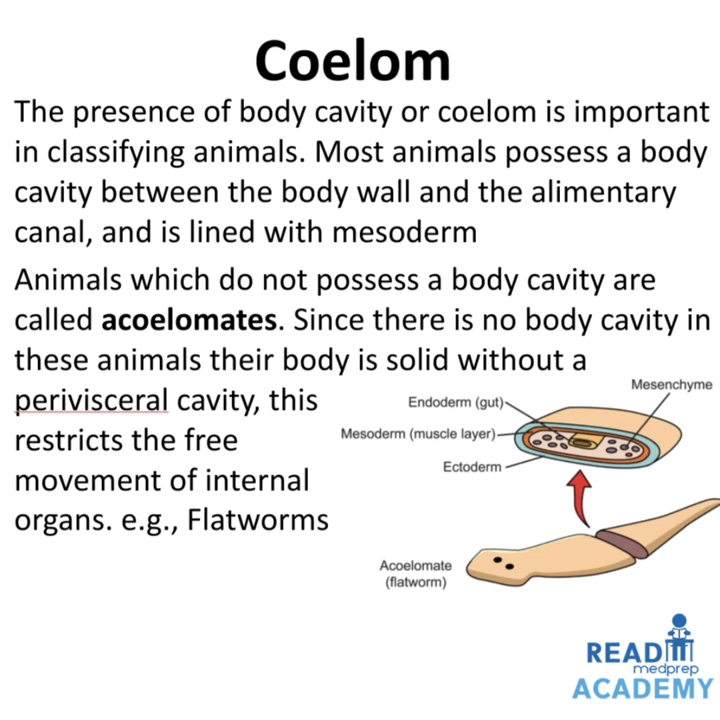 Coelom
The presence of body cavity or coelom is important
in classifying animals. Most animals possess a body
cavity between the body wall and the alimentary
canal, and is lined with mesoderm
Animals which do not possess a body cavity are
called acoelomates. Since there is no body cavity in
these animals their body is solid without a
perivisceral cavity, this
restricts the free
movement of internal
organs. e.g., Flatworms
Mesenchyme
Endoderm (gut)
Mesoderm (muscle layer)
Ectoderm
Acoelomate
(flatworm)
READ
medprep
ACADEMY